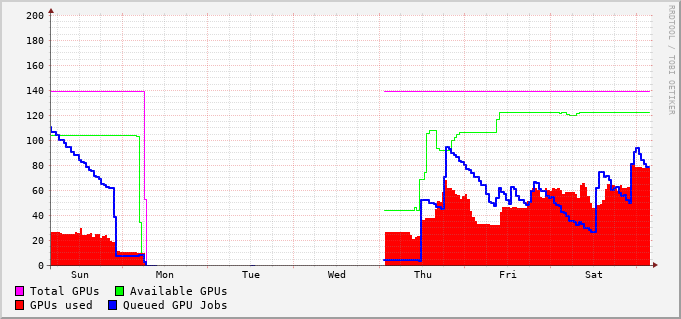 200
180
160
140
120
100
80
60
40
20
0
Sun Mon Tue Wed Thu Fri Sat
Total GPUs Available GPUs
GPUs used Queued GPU Jobs
RRDTOOL / TOBI OETIKER